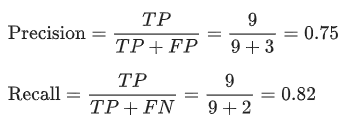 Precision = TP / (TP + FP) = 9 / (9 + 3) = 0.75
Recall = TP / (TP + FN) = 9 / (9 + 2) = 0.82